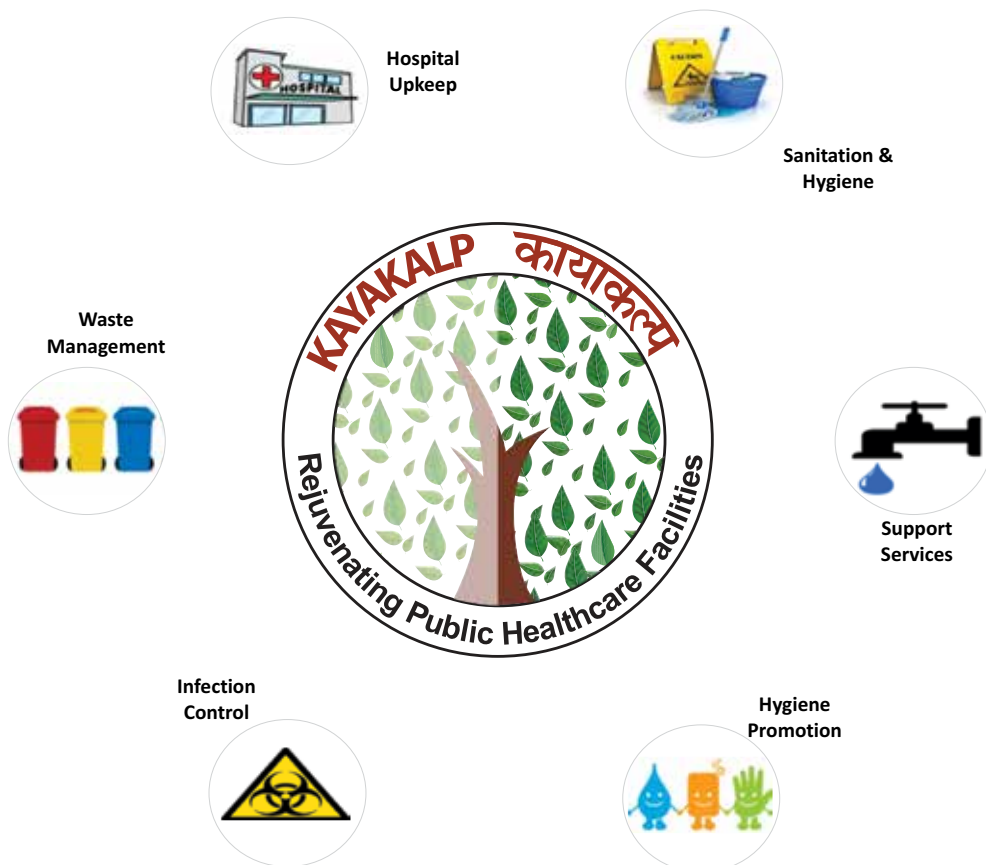 Hospital
Upkeep
HOSPITAL
Sanitation &
Hygiene
KAYAKALP कायाकल्प
Rejuvenating Public Healthcare Facilities
Waste
Management
Support
Services
Infection
Control
Hygiene
Promotion